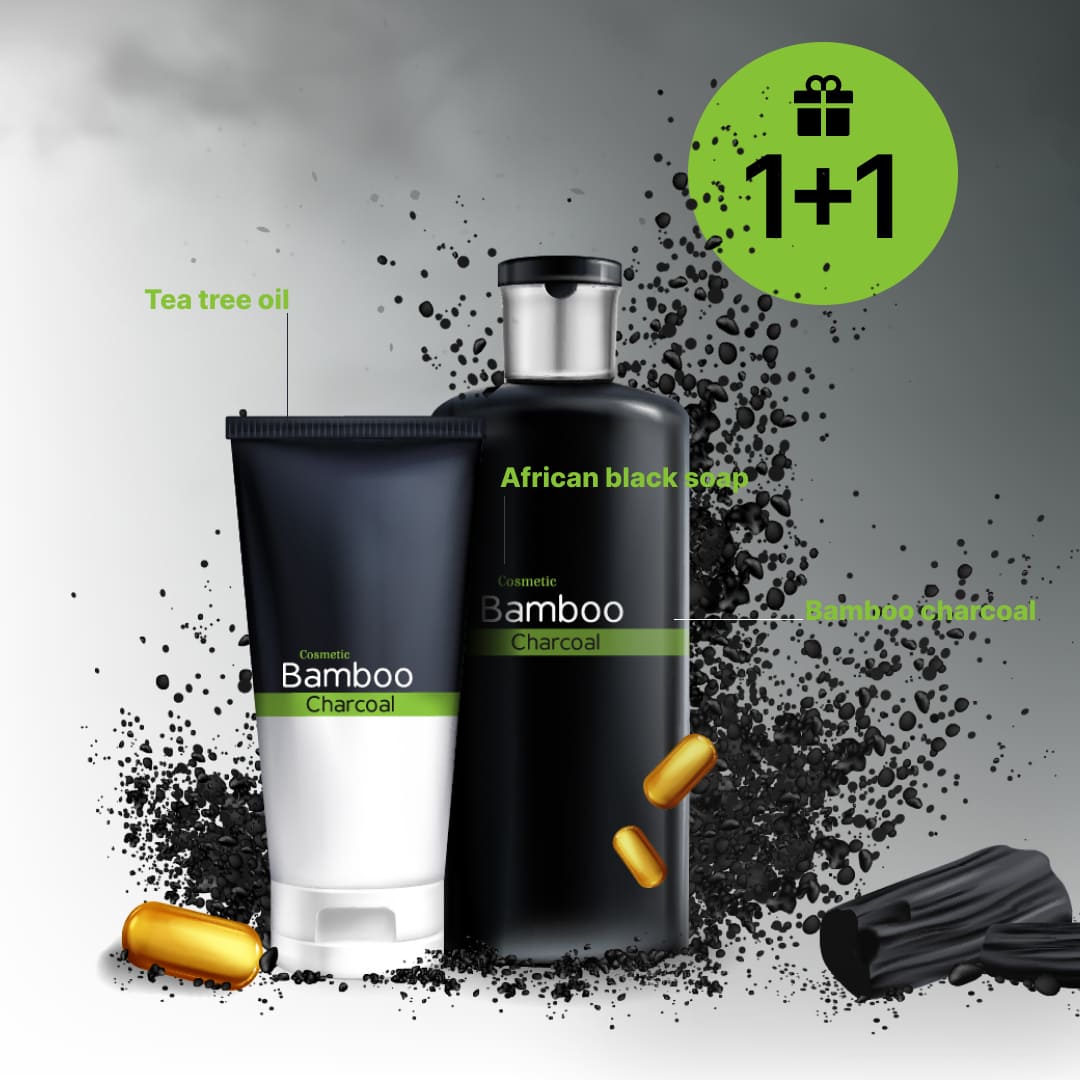 1+1
Tea tree oil
African black soap
Cosmetic
Bamboo
Charcoal
Bamboo charcoal
Cosmetic
Bamboo
Charcoal